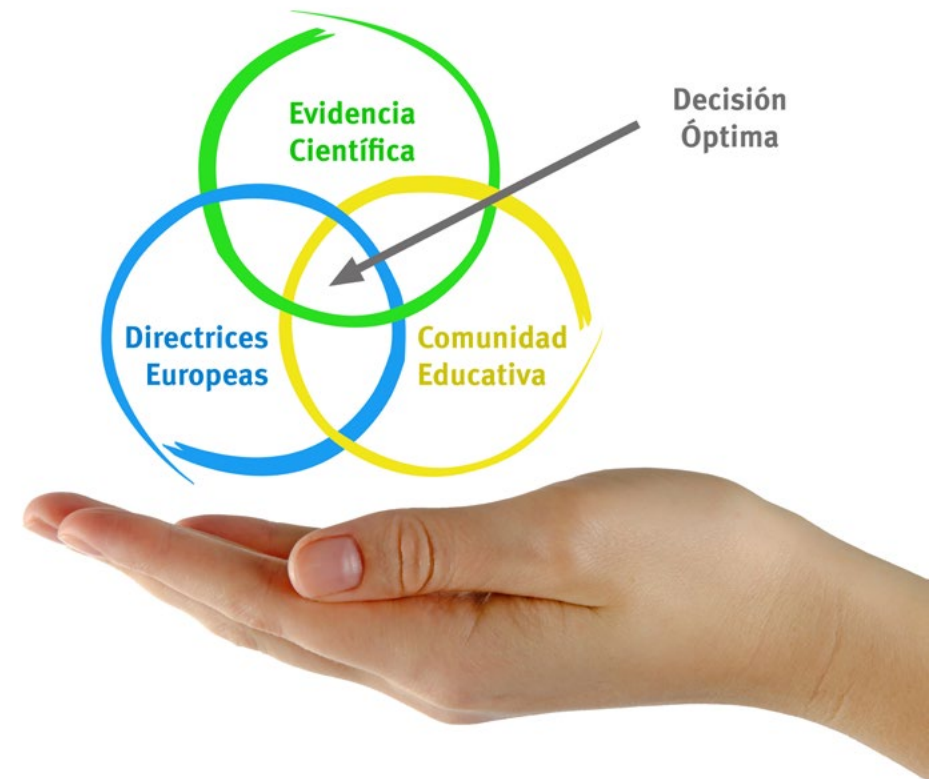 Evidencia
Científica
Decisión
Óptima
Directrices
Europeas
Comunidad
Educativa